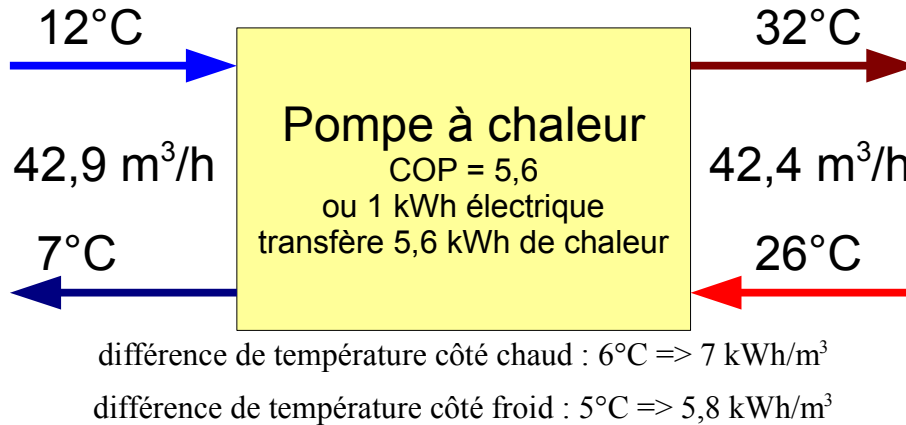 12°C
32°C
Pompe à chaleur
COP = 5,6
42,9 m³/h
42,4 m³/h
ou 1 kWh électrique
transfère 5,6 kWh de chaleur
7°C
26°C
différence de température côté chaud : 6°C => 7 kWh/m³
différence de température côté froid : 5°C => 5,8 kWh/m³